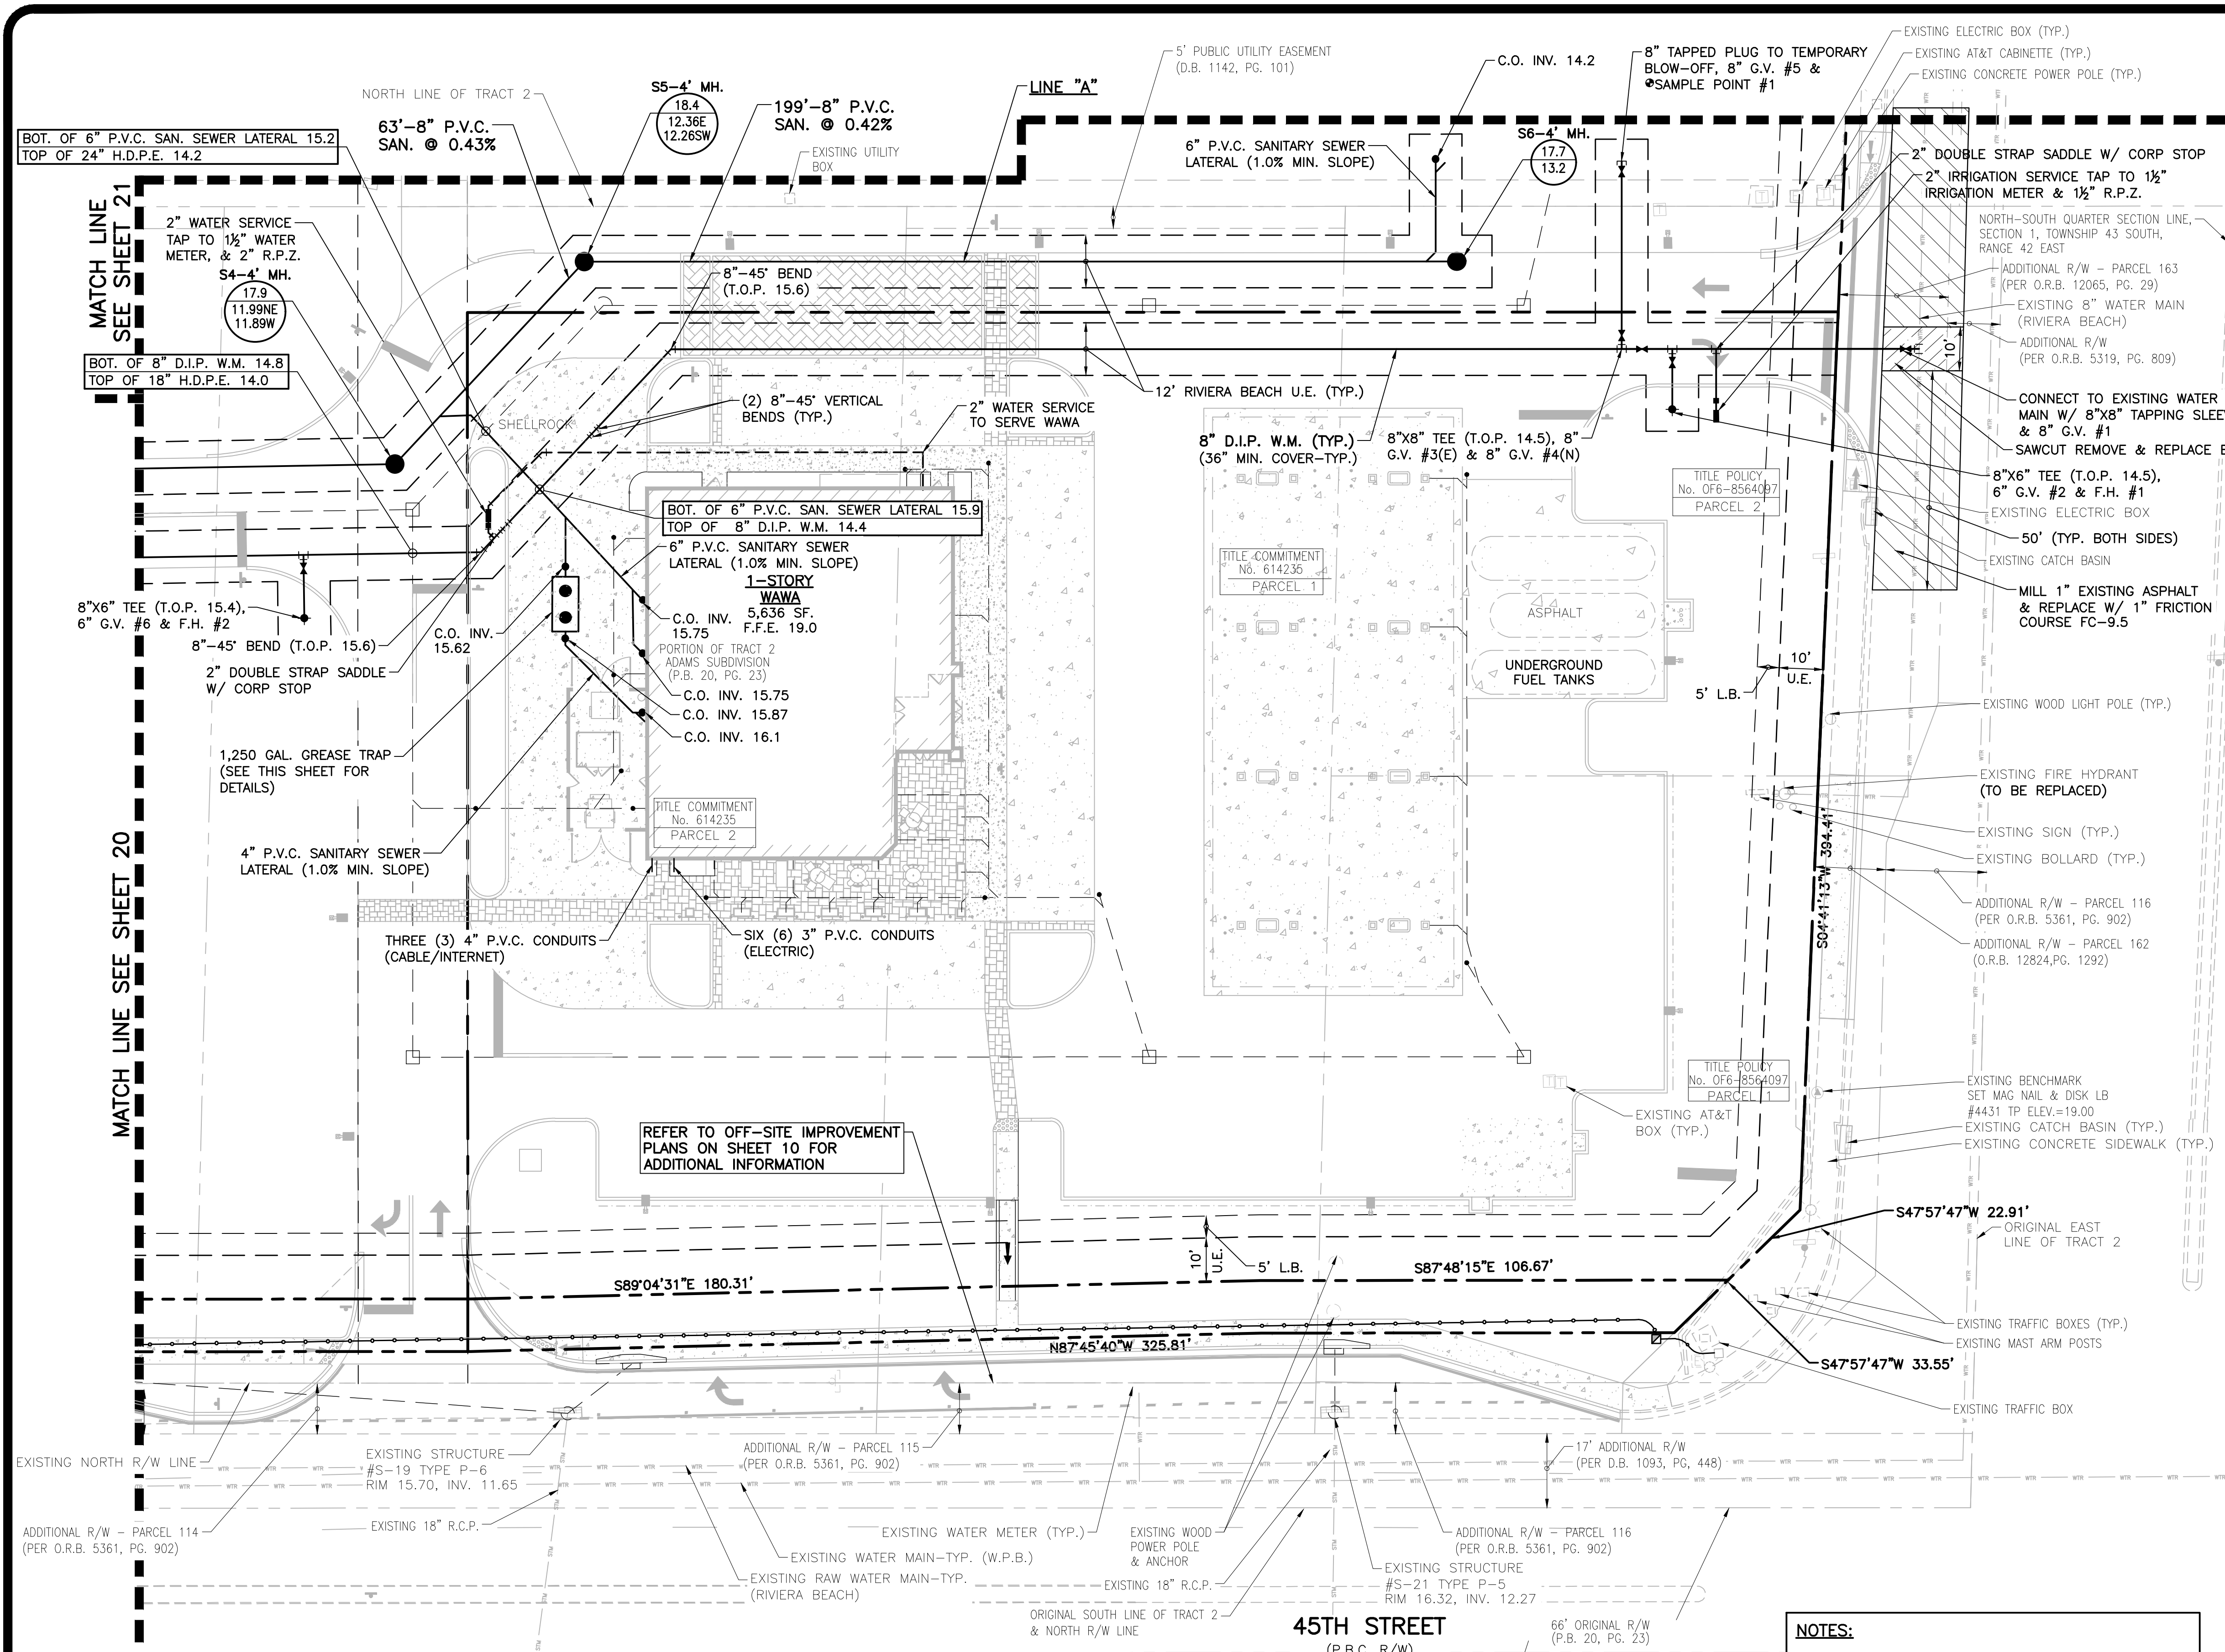 EXISTING ELECTRIC BOX (TYP.)
EXISTING AT&T CABINETTE (TYP.)
EXISTING CONCRETE POWER POLE (TYP.)
5' PUBLIC UTILITY EASEMENT
(D.B. 1142, PG. 101)
C.O. INV. 14.2
8" TAPPED PLUG TO TEMPORARY
BLOW-OFF, 8" G.V. #5 &
SAMPLE POINT #1
NORTH LINE OF TRACT 2
S5-4' MH.
18.4
12.36E
12.26SW
LINE "A"
63'-8" P.V.C.
SAN. @ 0.43%
199'-8" P.V.C.
SAN. @ 0.42%
BOT. OF 6" P.V.C. SAN. SEWER LATERAL 15.2
TOP OF 24" H.D.P.E. 14.2
EXISTING UTILITY
BOX
6" P.V.C. SANITARY SEWER
LATERAL (1.0% MIN. SLOPE)
S6-4' MH.
17.7
13.2
2" DOUBLE STRAP SADDLE W/ CORP STOP
2" IRRIGATION SERVICE TAP TO 1½"
IRRIGATION METER & 1½" R.P.Z.
MATCH LINE
SEE SHEET 21
2" WATER SERVICE
TAP TO 1½" WATER
METER, & 2" R.P.Z.
NORTH-SOUTH QUARTER SECTION LINE,
SECTION 1, TOWNSHIP 43 SOUTH,
RANGE 42 EAST
S4-4' MH.
17.9
11.99NE
11.89W
8"-45° BEND
(T.O.P. 15.6)
ADDITIONAL R/W - PARCEL 163
(PER O.R.B. 12065, PG. 29)
EXISTING 8" WATER MAIN
(RIVIERA BEACH)
ADDITIONAL R/W
(PER O.R.B. 5319, PG. 809)
10'
BOT. OF 8" D.I.P. W.M. 14.8
TOP OF 18" H.D.P.E. 14.0
12' RIVIERA BEACH U.E. (TYP.)
(2) 8"-45° VERTICAL
BENDS (TYP.)
2" WATER SERVICE
TO SERVE WAWA
SHELLROCK
CONNECT TO EXISTING WATER
MAIN W/ 8"X8" TAPPING SLEE
& 8" G.V. #1
8" D.I.P. W.M. (TYP.)
(36" MIN. COVER-TYP.)
8"X8" TEE (T.O.P. 14.5), 8"
G.V. #3(E) & 8" G.V. #4(N)
SAWCUT REMOVE & REPLACE
8"X6" TEE (T.O.P. 14.5),
6" G.V. #2 & F.H. #1
TITLE POLICY
No. OF6-8564097
PARCEL 2
EXISTING ELECTRIC BOX
BOT. OF 6" P.V.C. SAN. SEWER LATERAL 15.9
TOP OF 8" D.I.P. W.M. 14.4
50' (TYP. BOTH SIDES)
EXISTING CATCH BASIN
6" P.V.C. SANITARY SEWER
LATERAL (1.0% MIN. SLOPE)
TITLE COMMITMENT
No. 614235
PARCEL 1
1-STORY
WAWA
5,636 SF.
F.F.E. 19.0
MILL 1" EXISTING ASPHALT
& REPLACE W/ 1" FRICTION
COURSE FC-9.5
8"X6" TEE (T.O.P. 15.4),
6" G.V. #6 & F.H. #2
C.O. INV.
15.75
C.O. INV.
15.62
ASPHALT
8"-45° BEND (T.O.P. 15.6)
PORTION OF TRACT 2
ADAMS SUBDIVISION
(P.B. 20, PG. 23)
2" DOUBLE STRAP SADDLE
W/ CORP STOP
UNDERGROUND
FUEL TANKS
10'
U.E.
5' L.B.
C.O. INV. 15.75
C.O. INV. 15.87
C.O. INV. 16.1
EXISTING WOOD LIGHT POLE (TYP.)
1,250 GAL. GREASE TRAP
(SEE THIS SHEET FOR
DETAILS)
EXISTING FIRE HYDRANT
(TO BE REPLACED)
TITLE COMMITMENT
No. 614235
PARCEL 2
EXISTING SIGN (TYP.)
EXISTING BOLLARD (TYP.)
S04°41'13"W 394.41'
4" P.V.C. SANITARY SEWER
LATERAL (1.0% MIN. SLOPE)
MATCH LINE SEE SHEET 20
ADDITIONAL R/W - PARCEL 116
(PER O.R.B. 5361, PG. 902)
THREE (3) 4" P.V.C. CONDUITS
(CABLE/INTERNET)
SIX (6) 3" P.V.C. CONDUITS
(ELECTRIC)
ADDITIONAL R/W - PARCEL 162
(O.R.B. 12824,PG. 1292)
TITLE POLICY
No. OF6-8564097
PARCEL 1
EXISTING BENCHMARK
SET MAG NAIL & DISK LB
#4431 TP ELEV.=19.00
EXISTING CATCH BASIN (TYP.)
EXISTING CONCRETE SIDEWALK (TYP.)
EXISTING AT&T
BOX (TYP.)
REFER TO OFF-SITE IMPROVEMENT
PLANS ON SHEET 10 FOR
ADDITIONAL INFORMATION
S47°57'47"W 22.91'
ORIGINAL EAST
LINE OF TRACT 2
10'
U.E.
5' L.B.
S89°04'31"E 180.31'
S87°48'15"E 106.67'
EXISTING TRAFFIC BOXES (TYP.)
EXISTING MAST ARM POSTS
N87°45'40"W 325.81'
S47°57'47"W 33.55'
EXISTING TRAFFIC BOX
EXISTING NORTH R/W LINE
EXISTING STRUCTURE
#S-19 TYPE P-6
RIM 15.70, INV. 11.65
ADDITIONAL R/W - PARCEL 115
(PER O.R.B. 5361, PG. 902)
17' ADDITIONAL R/W
(PER D.B. 1093, PG, 448)
ADDITIONAL R/W - PARCEL 114
(PER O.R.B. 5361, PG. 902)
EXISTING 18" R.C.P.
EXISTING WATER METER (TYP.)
EXISTING WATER MAIN-TYP. (W.P.B.)
EXISTING RAW WATER MAIN-TYP.
(RIVIERA BEACH)
EXISTING WOOD
POWER POLE
& ANCHOR
ADDITIONAL R/W - PARCEL 116
(PER O.R.B. 5361, PG. 902)
EXISTING 18" R.C.P.
EXISTING STRUCTURE
#S-21 TYPE P-5
RIM 16.32, INV. 12.27
ORIGINAL SOUTH LINE OF TRACT 2
& NORTH R/W LINE
45TH STREET
(P.B.C. R/W)
66' ORIGINAL R/W
(P.B. 20, PG. 23)
NOTES: